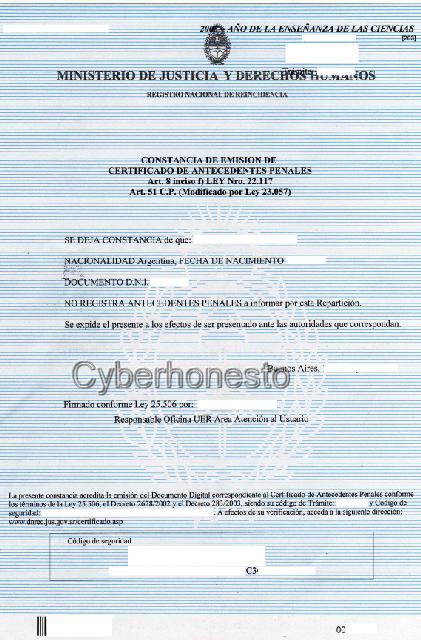 AÑO DE LA ENSEÑANZA DE LAS CIENCIAS
MINISTERIO DE JUSTICIA Y DERECHOS HUMANOS
REGISTRO NACIONAL DE REINCIDENCIA
CONSTANCIA DE EMISION DE
CERTIFICADO DE ANTECEDENTES PENALES
Art. 8 inciso f) LEY Nro. 22.117
Art. 51 C.P. (Modificado por Ley 23.057)
SE DEJA CONSTANCIA de que:
NACIONALIDAD Argentina, FECHA DE NACIMIENTO
DOCUMENTO D.N.I.
NO REGISTRA ANTECEDENTES PENALES a informar por esta Repartición.
Se expide el presente a los efectos de ser presentado ante las autoridades que correspondan.
Buenos Aires,
Cyberhonesto
Firmado conforme Ley 25.506 por:
Responsable Oficina UER Area Atención al Usuario
La presente constancia acredita la emisión del Documento Digital correspondiente al Certificado de Antecedentes Penales conforme
los términos de la Ley 25.506, el Decreto 2628/2002 y el Decreto 283/2003, siendo su código de Trámite: y Código de
seguridad: . A efectos de su verificación, acceda a la siguiente dirección:
www.dnrec.jus.gov.ar/certificado.asp
Código de seguridad
C3
00